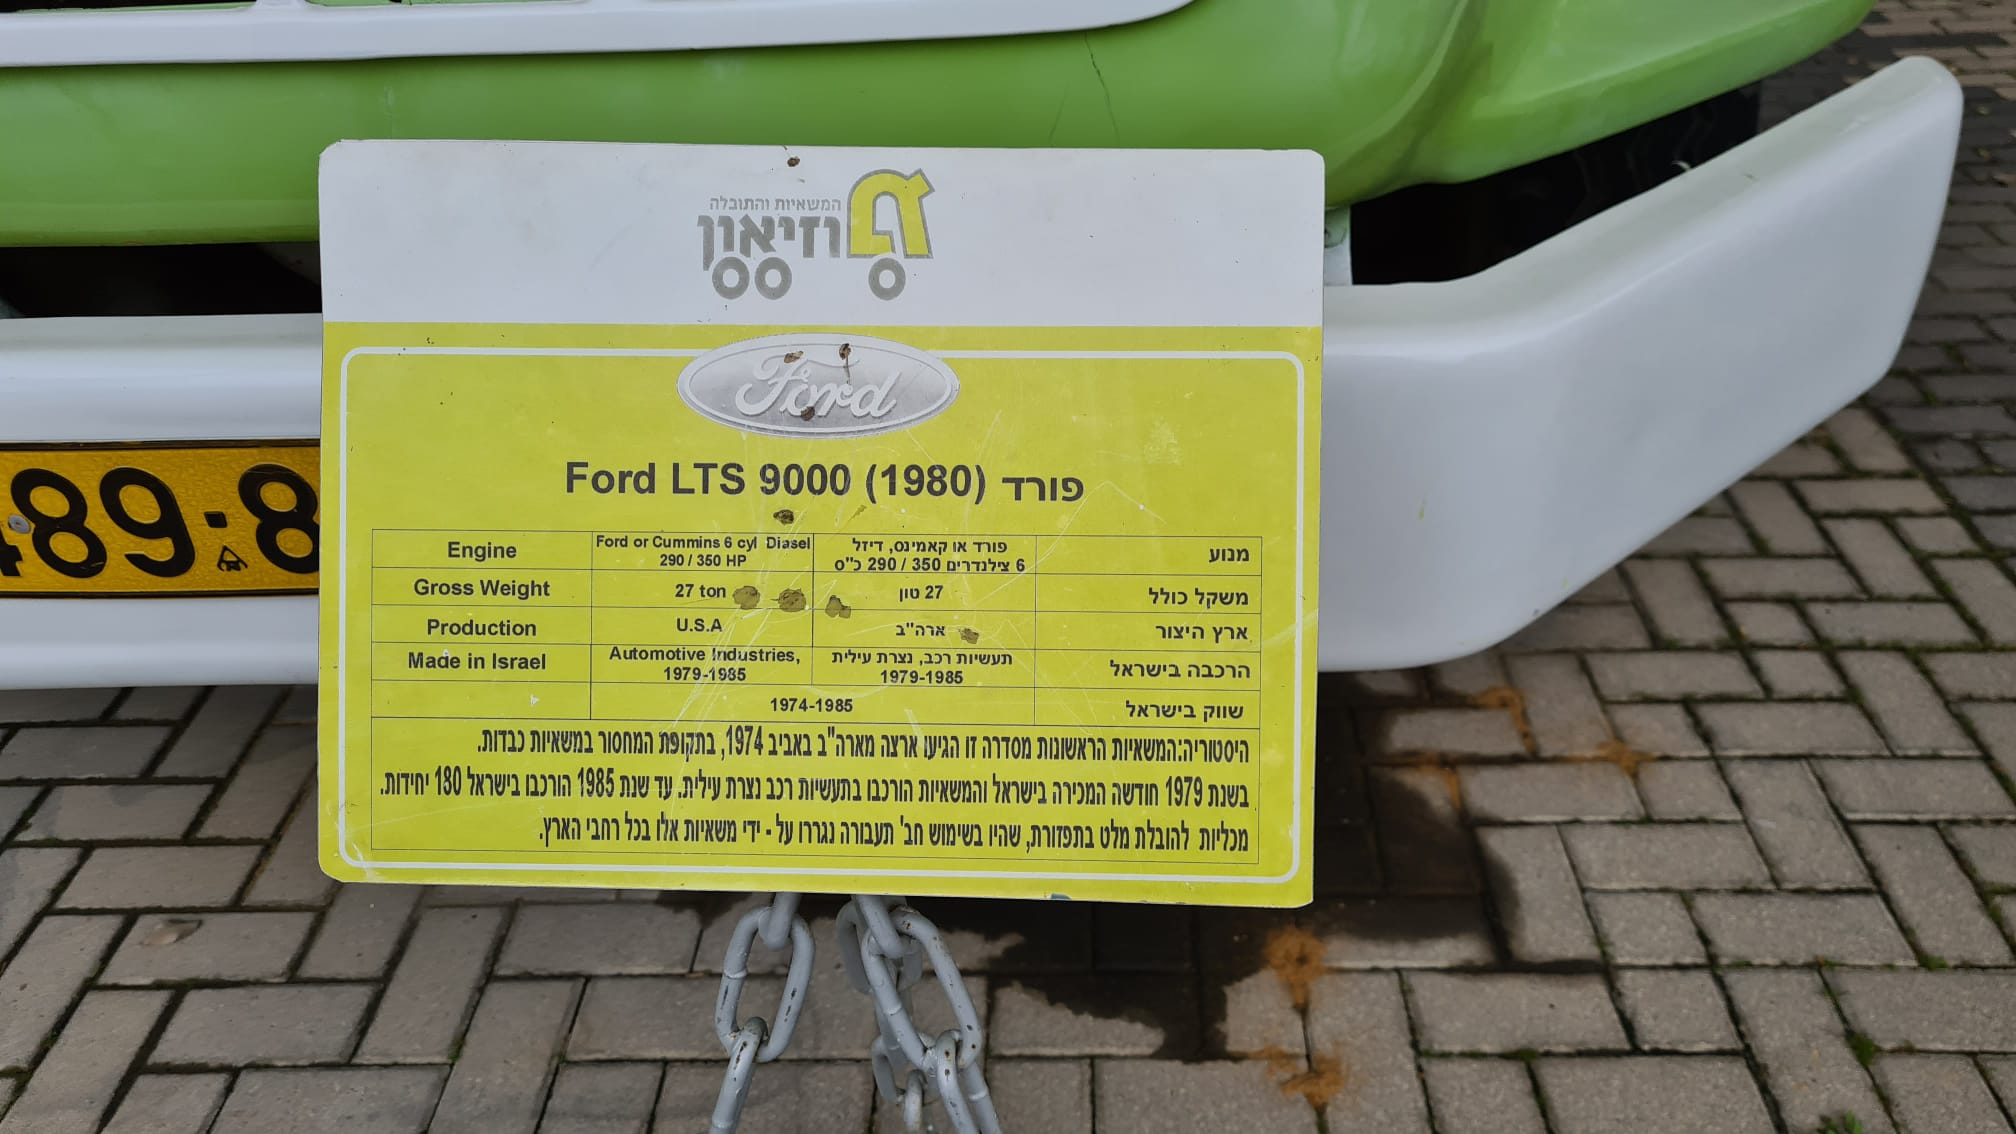 המשאיות והתובלה
מוזיאון
Ford
Ford LTS 9000 (1980) פורד
Engine
Ford or Cummins 6 cyl Diasel
290 / 350 HP
פורד או קאמינס, דיזל
6 צילנדרים 350 / 290 כ"ס
מנוע
Gross Weight
27 ton
27 טון
משקל כולל
Production
U.S.A
ארה"ב
ארץ היצור
Made in Israel
Automotive Industries,
1979-1985
תעשיות רכב, נצרת עילית
1979-1985
הרכבה בישראל
1974-1985
שווק בישראל
היסטוריה:המשאיות הראשונות מסדרה זו הגיעו ארצה מארה"ב באביב 1974, בתקופת המחסור במשאיות כבדות.
בשנת 1979 חודשה המכירה בישראל והמשאיות הורכבו בתעשיות רכב נצרת עילית. עד שנת 1985 הורכבו בישראל 180 יחידות.
מכליות להובלת מלט בתפזורת, שהיו בשימוש חב' תעבורה נגררו על - ידי משאיות אלו בכל רחבי הארץ.
89·8